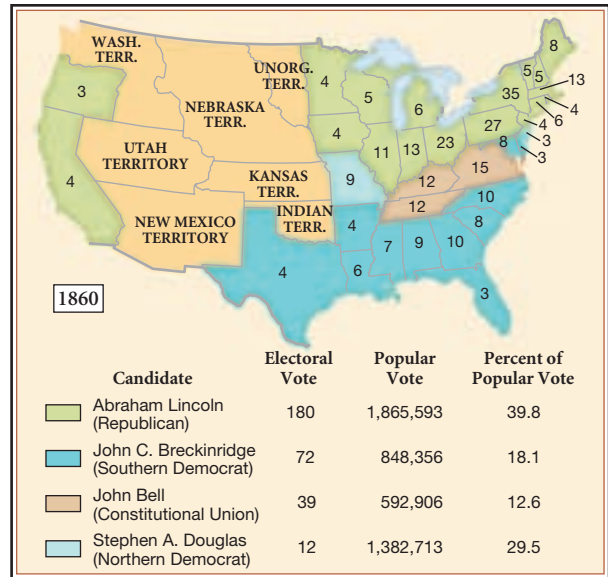 WASH.
TERR.
UNORG.
TERR.
NEBRASKA
TERR.
UTAH
TERRITORY
KANSAS
TERR.
NEW MEXICO
TERRITORY
INDIAN
TERR.
3
4
4
4
5
6
11
13
23
27
35
5
5
8
13
4
6
4
3
8
3
9
12
15
12
10
8
4
6
7
9
10
4
3
1860
Candidate Electoral Vote Popular Vote Percent of Popular Vote
Abraham Lincoln (Republican) 180 1,865,593 39.8
John C. Breckinridge (Southern Democrat) 72 848,356 18.1
John Bell (Constitutional Union) 39 592,906 12.6
Stephen A. Douglas (Northern Democrat) 12 1,382,713 29.5